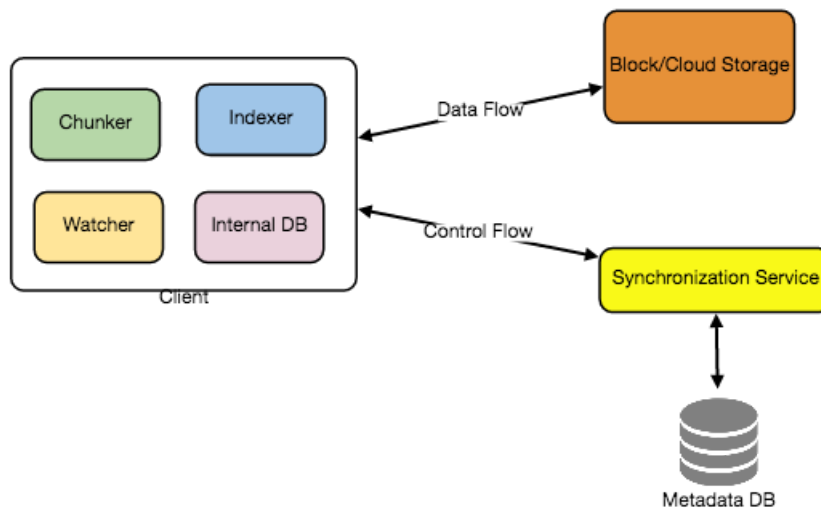 Block/Cloud Storage
Chunker
Indexer
Data Flow
Watcher
Internal DB
Control Flow
Client
Synchronization Service
Metadata DB